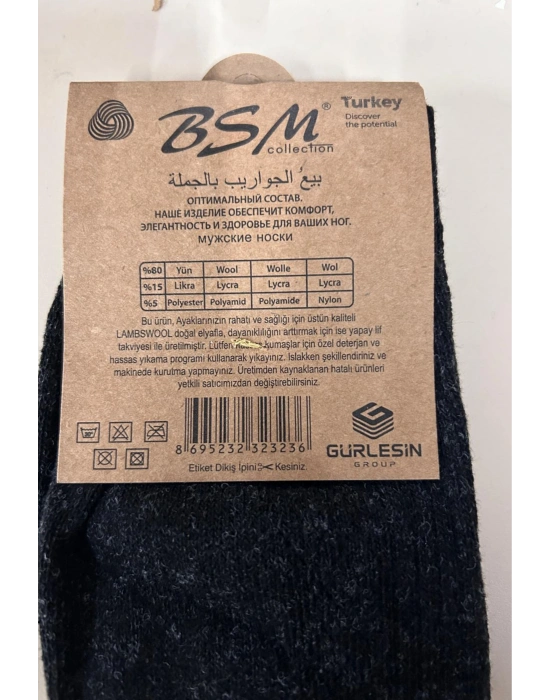 BSM®
collection
Turkey
Discover
the potential
بيع الجواريب بالجملة
ОПТИМАЛЬНЫЙ СОСТАВ.
НАШЕ ИЗДЕЛИЕ ОБЕСПЕЧИТ КОМФОРТ,
ЭЛЕГАНТНОСТЬ И ЗДОРОВЬЕ ДЛЯ ВАШИХ НОГ.
МУЖСКИЕ НОСКИ
%80 Yün Wool Wolle Wol
%15 Likra Lycra Lycra Lycra
%5 Polyester Polyamid Polyamide Nylon
Bu ürün, Ayaklarınızın rahatı ve sağlığı için üstün kaliteli
LAMBSWOOL doğal elyafla, dayanıklılığını arttırmak için ise yapay lif
takviyesi ile üretilmiştir. Lütfen kumaşlar için özel deterjan ve
hassas yıkama programı kullanarak yıkayınız. Islakken şekillendiriniz ve
makinede kurutma yapmayınız. Üretimden kaynaklanan hatalı ürünleri
yetkili satıcımızdan değiştirebilirsiniz.
8 695232 323236
Etiket Dikiş İpini Kesiniz.
GÜRLESİN
GROUP